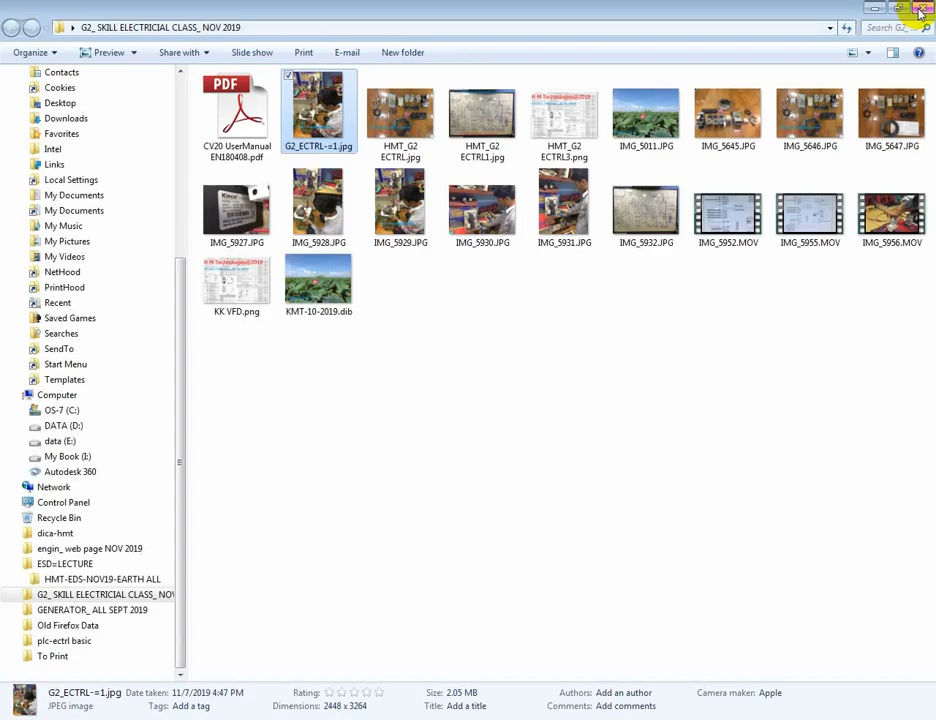 G2_ SKILL ELECTRICIAL CLASS_ NOV 2019
Search G2_ ...
Organize
Preview
Share with
Slide show
Print
E-mail
New folder
Contacts
Cookies
Desktop
Downloads
Favorites
Intel
Links
Local Settings
My Documents
My Documents
My Music
My Pictures
My Videos
NetHood
PrintHood
Recent
Saved Games
Searches
SendTo
Start Menu
Templates
Computer
OS-7 (C:)
DATA (D:)
data (E:)
My Book (I:)
Autodesk 360
Network
Control Panel
Recycle Bin
dica-hmt
engin_ web page NOV 2019
ESD=LECTURE
HMT-EDS-NOV19-EARTH ALL
G2_ SKILL ELECTRICIAL CLASS_ NOV
GENERATOR_ ALL SEPT 2019
Old Firefox Data
plc-ectrl basic
To Print
PDF
CV20 UserManual
EN180408.pdf
G2_ECTRL-=1.jpg
HMT_G2
ECTRL.jpg
HMT_G2
ECTRL1.jpg
HMT_G2
ECTRL3.png
IMG_5011.JPG
IMG_5645.JPG
IMG_5646.JPG
IMG_5647.JPG
IMG_5927.JPG
IMG_5928.JPG
IMG_5929.JPG
IMG_5930.JPG
IMG_5931.JPG
IMG_5932.JPG
IMG_5952.MOV
IMG_5955.MOV
IMG_5956.MOV
KK VFD.png
KMT-10-2019.dib
G2_ECTRL-=1.jpg
Date taken: 11/7/2019 4:47 PM
Rating:
Size: 2.05 MB
Authors: Add an author
Camera maker: Apple
JPEG image
Tags: Add a tag
Dimensions: 2448 x 3264
Title: Add a title
Comments: Add comments